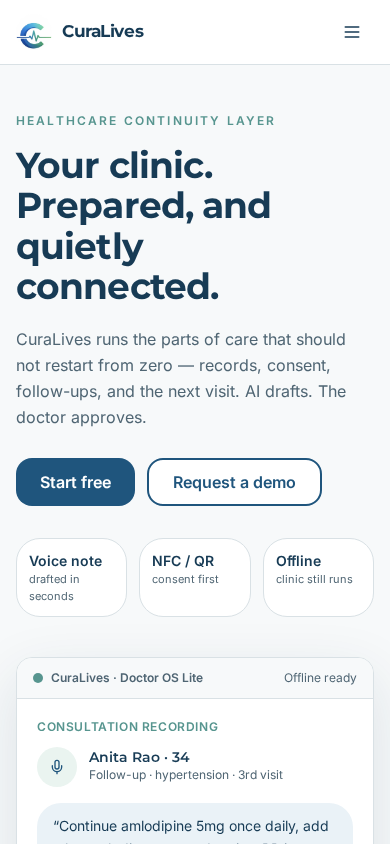 CuraLives
HEALTHCARE CONTINUITY LAYER
Your clinic.
Prepared, and
quietly
connected.
CuraLives runs the parts of care that should
not restart from zero — records, consent,
follow-ups, and the next visit. AI drafts. The
doctor approves.
Start free
Request a demo
Voice note
drafted in
seconds
NFC / QR
consent first
Offline
clinic still runs
CuraLives · Doctor OS Lite
Offline ready
CONSULTATION RECORDING
Anita Rao · 34
Follow-up · hypertension · 3rd visit
“Continue amlodipine 5mg once daily, add